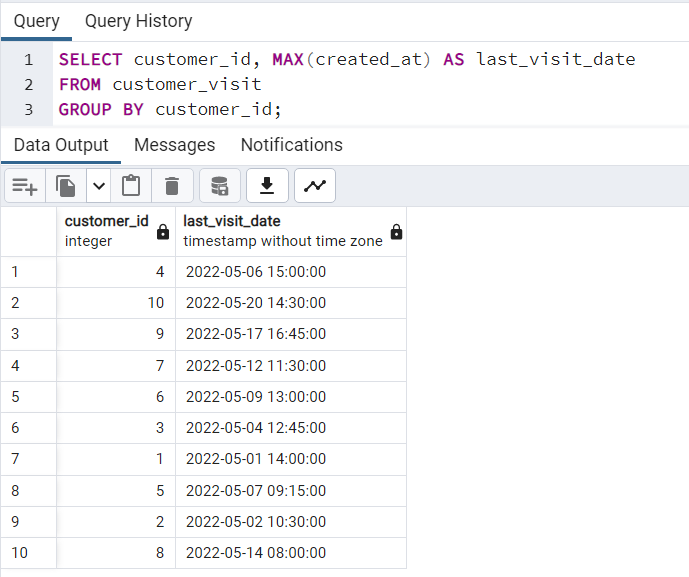 Query Query History
1 SELECT customer_id, MAX(created_at) AS last_visit_date
2 FROM customer_visit
3 GROUP BY customer_id;
Data Output Messages Notifications
customer_id last_visit_date
integer timestamp without time zone
1 4 2022-05-06 15:00:00
2 10 2022-05-20 14:30:00
3 9 2022-05-17 16:45:00
4 7 2022-05-12 11:30:00
5 6 2022-05-09 13:00:00
6 3 2022-05-04 12:45:00
7 1 2022-05-01 14:00:00
8 5 2022-05-07 09:15:00
9 2 2022-05-02 10:30:00
10 8 2022-05-14 08:00:00